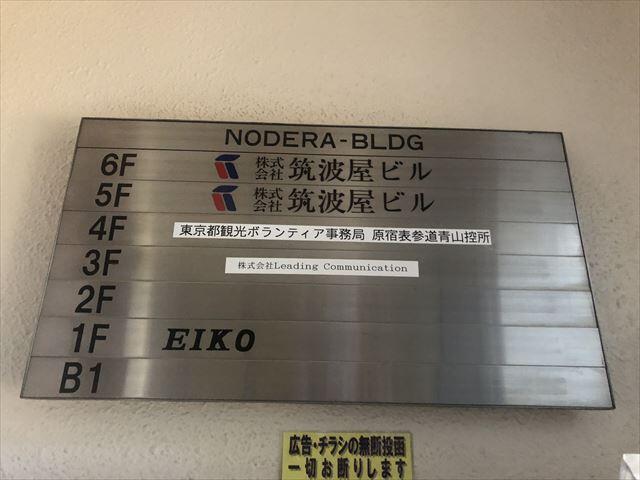 NODERA-BLDG
6F 株式会社 筑波屋ビル
5F 株式会社 筑波屋ビル
4F 東京都観光ボランティア事務局 原宿表参道青山控所
3F 株式会社Leading Communication
2F
1F EIKO
B1
広告・チラシの無断投函
一切お断りします